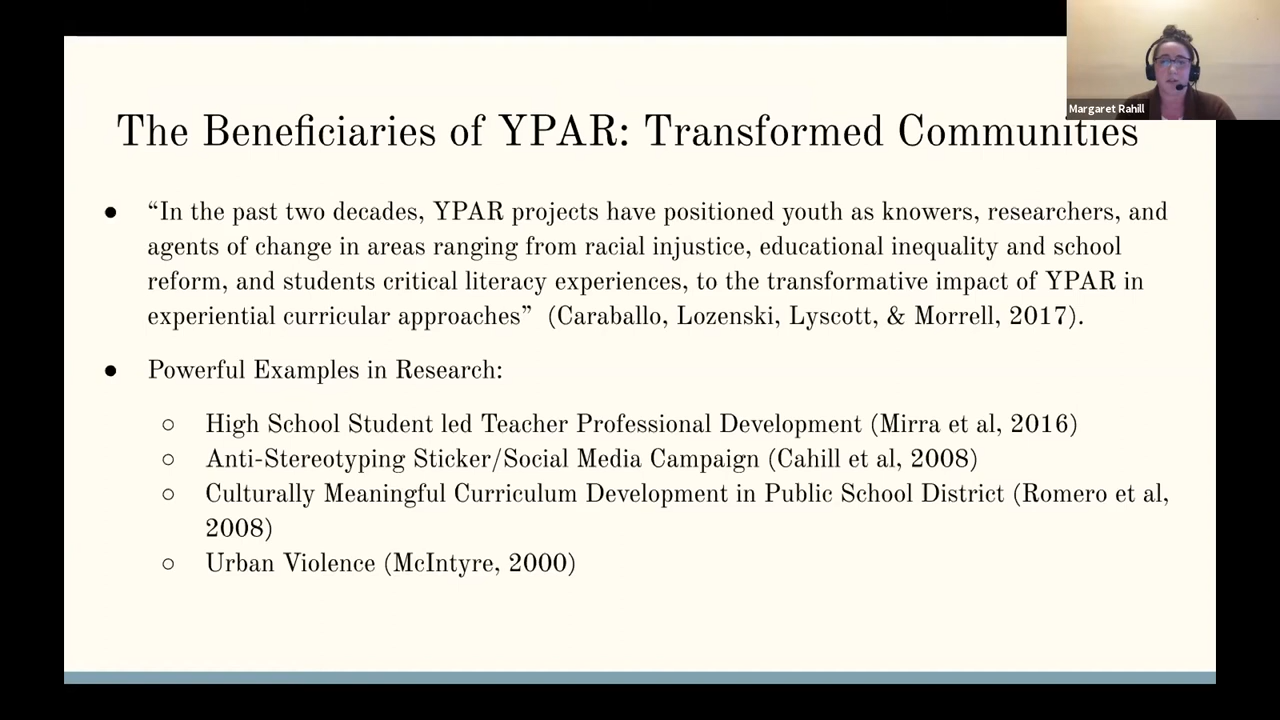 Margaret Rahill
The Beneficiaries of YPAR: Transformed Communities
● “In the past two decades, YPAR projects have positioned youth as knowers, researchers, and
agents of change in areas ranging from racial injustice, educational inequality and school
reform, and students critical literacy experiences, to the transformative impact of YPAR in
experiential curricular approaches” (Caraballo, Lozenski, Lyscott, & Morrell, 2017).
● Powerful Examples in Research:
○ High School Student led Teacher Professional Development (Mirra et al, 2016)
○ Anti-Stereotyping Sticker/Social Media Campaign (Cahill et al, 2008)
○ Culturally Meaningful Curriculum Development in Public School District (Romero et al,
2008)
○ Urban Violence (McIntyre, 2000)